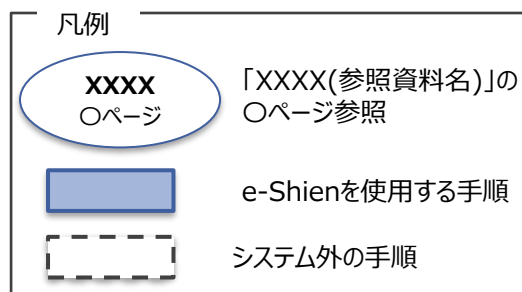 凡例
XXXX
〇ページ
「XXXX(参照資料名)」の
〇ページ参照
e-Shienを使用する手順
システム外の手順